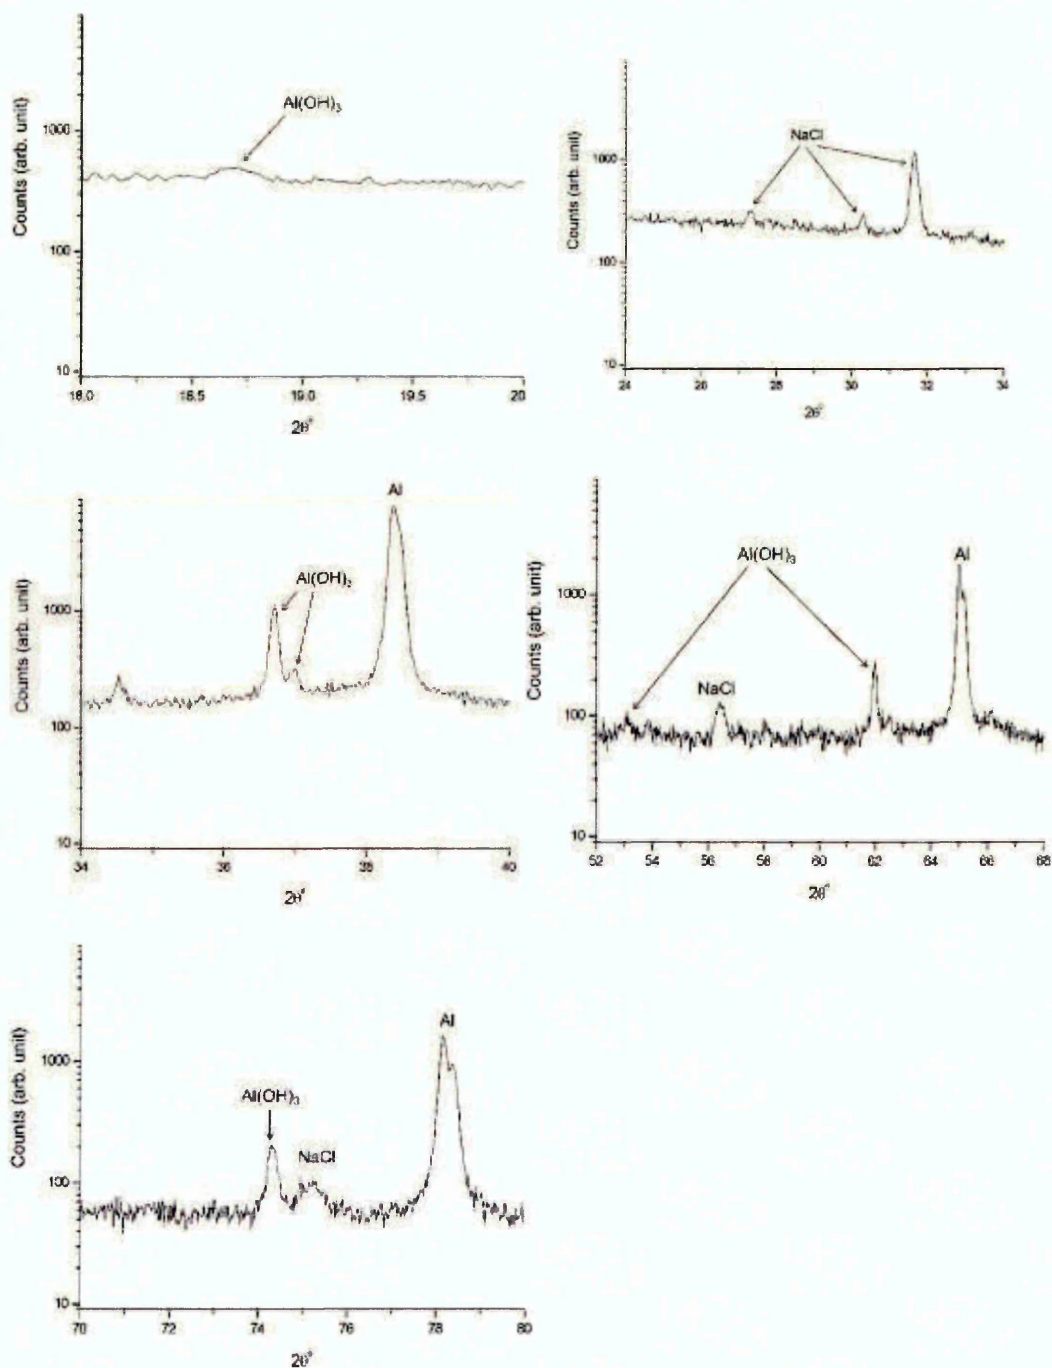 Counts (arb. unit)
1000
100
10
Al(OH)₃
18.0 18.5 19.0 19.5 20
2θ°
Counts (arb. unit)
1000
100
10
NaCl
24 26 28 30 32 34
2θ°
Counts (arb. unit)
1000
100
10
Al(OH)₃
Al
34 36 38 40
2θ°
Counts (arb. unit)
1000
100
10
Al(OH)₃
NaCl
Al
52 54 56 58 60 62 64 66 68
2θ°
Counts (arb. unit)
1000
100
10
Al(OH)₃
NaCl
Al
70 72 74 76 78 80
2θ°